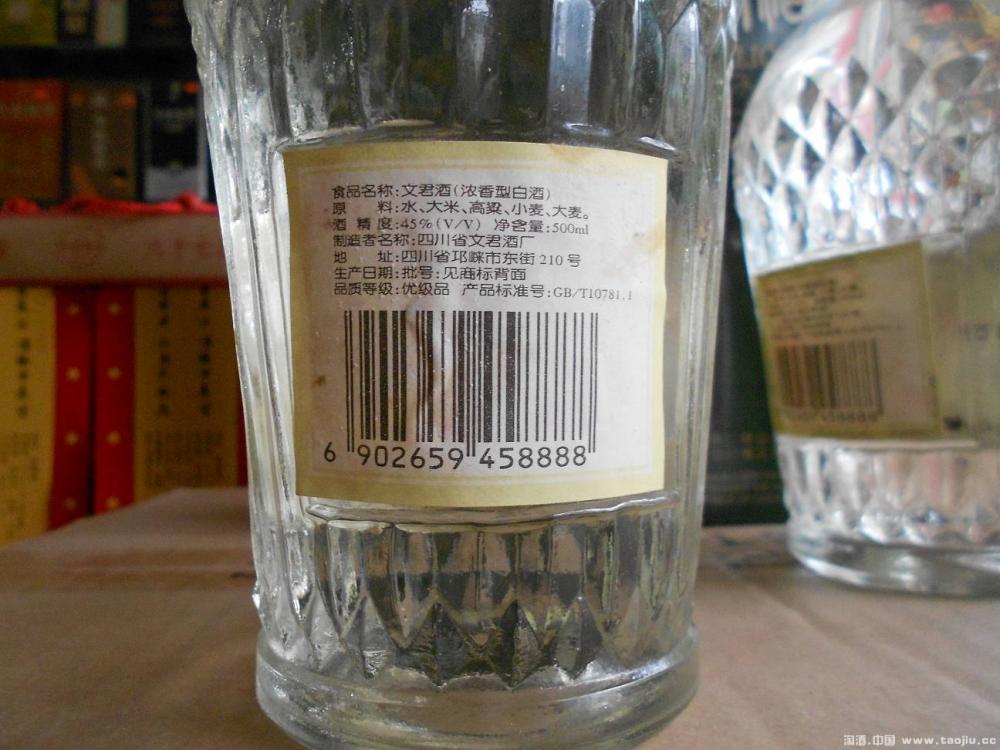 食品名称:文君酒(浓香型白酒)
原　　料:水、大米、高粱、小麦、大麦。
酒 精 度:45%(V/V)　净含量:500ml
制造者名称:四川省文君酒厂
地　　址:四川省邛崃市东街 210 号
生产日期:批号:见商标背面
品质等级:优级品　产品标准号:GB/T10781.1
6 902659 458888
淘酒.中国 www.taojiu.cc